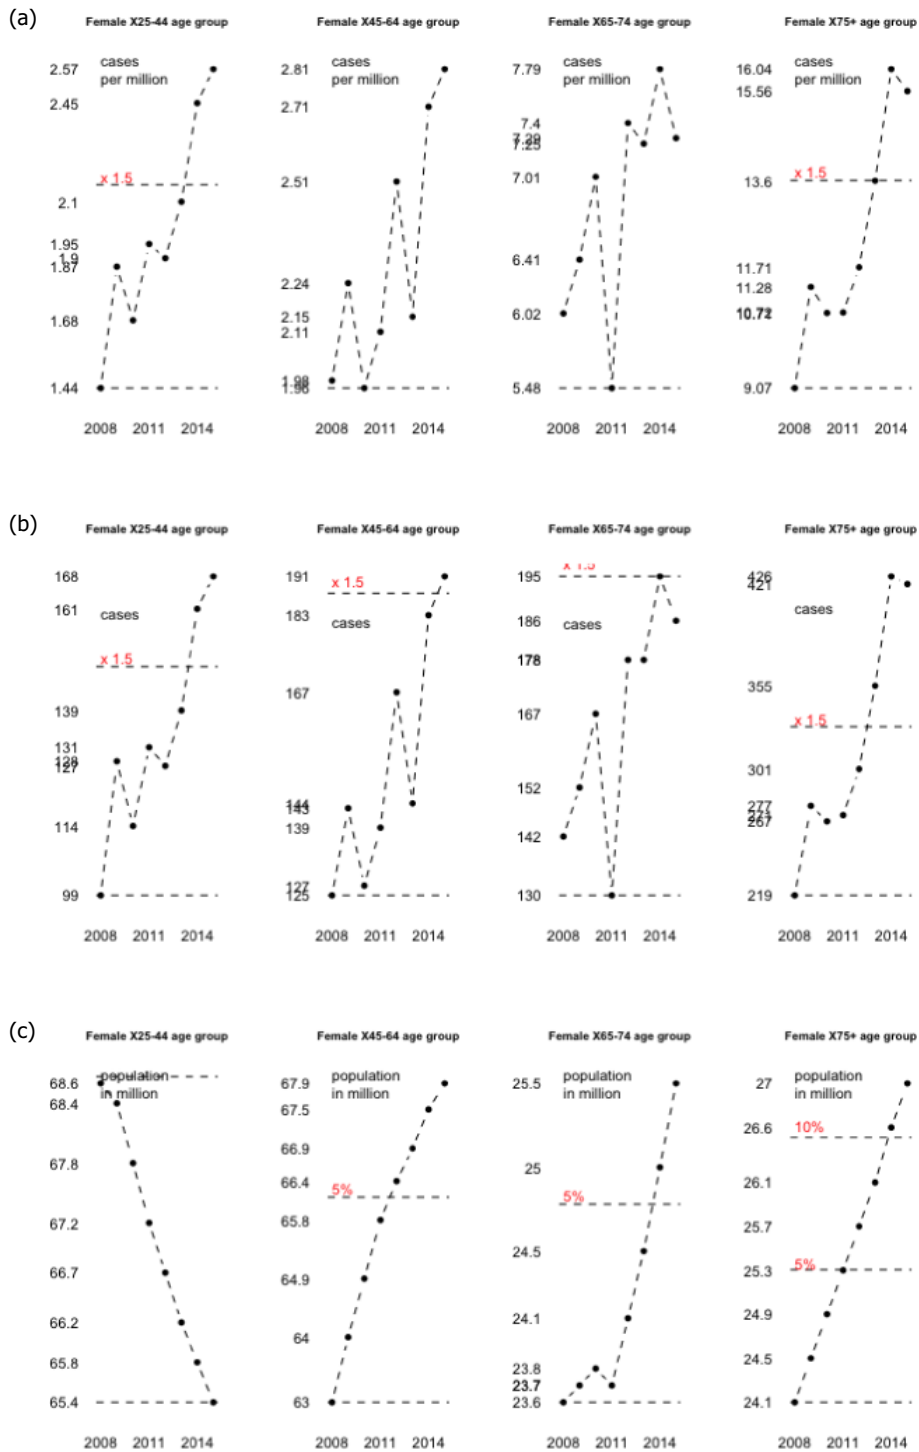 (a)
Female X25-44 age group
cases
per million
2.57
2.45
x 1.5
2.1
1.95
1.9
1.87
1.68
1.44
2008 2011 2014
Female X45-64 age group
cases
per million
2.81
2.71
2.51
2.24
2.15
2.11
1.98
1.96
2008 2011 2014
Female X65-74 age group
cases
per million
7.79
7.4
7.29
7.25
7.01
6.41
6.02
5.48
2008 2011 2014
Female X75+ age group
cases
per million
16.04
15.56
x 1.5
13.6
11.71
11.28
10.71
9.07
2008 2011 2014
(b)
Female X25-44 age group
168
161
cases
x 1.5
139
131
128
127
114
99
2008 2011 2014
Female X45-64 age group
191
x 1.5
183
cases
167
144
143
139
127
125
2008 2011 2014
Female X65-74 age group
x 1.5
195
186
cases
178
167
152
142
130
2008 2011 2014
Female X75+ age group
426
421
cases
355
x 1.5
301
277
271
267
219
2008 2011 2014
(c)
Female X25-44 age group
population
in million
68.6
68.4
67.8
67.2
66.7
66.2
65.8
65.4
2008 2011 2014
Female X45-64 age group
population
in million
67.9
67.5
66.9
66.4
5%
65.8
64.9
64
63
2008 2011 2014
Female X65-74 age group
population
in million
25.5
25
5%
24.5
24.1
23.8
23.7
23.6
2008 2011 2014
Female X75+ age group
population
in million
27
26.6
10%
26.1
25.7
5%
25.3
24.9
24.5
24.1
2008 2011 2014